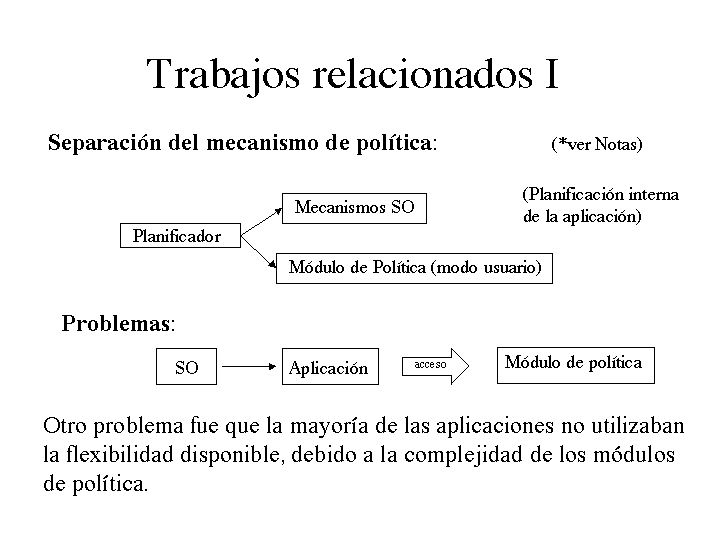 Trabajos relacionados I
Separación del mecanismo de política: (*ver Notas)
(Planificación interna
de la aplicación)
Mecanismos SO
Planificador
Módulo de Política (modo usuario)
Problemas:
SO Aplicación acceso Módulo de política
Otro problema fue que la mayoría de las aplicaciones no utilizaban
la flexibilidad disponible, debido a la complejidad de los módulos
de política.